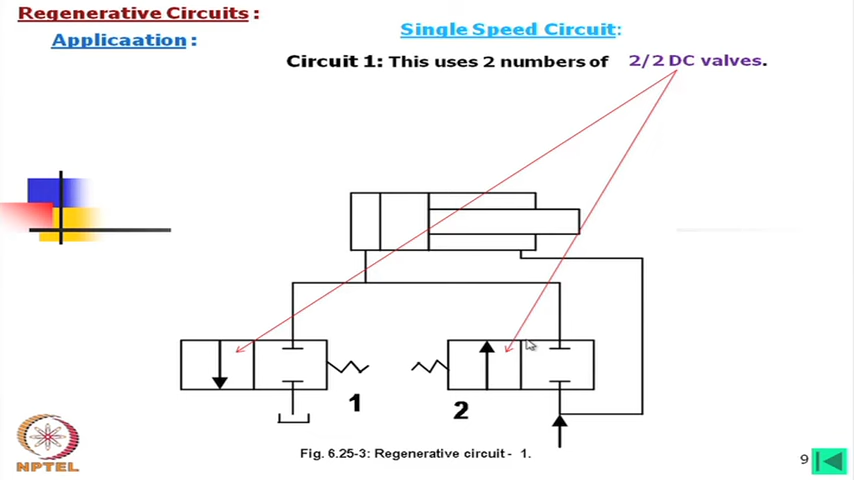 Regenerative Circuits :
Applicaation :
Single Speed Circuit:
Circuit 1: This uses 2 numbers of 2/2 DC valves.
1
2
Fig. 6.25-3: Regenerative circuit - 1.
NPTEL
9